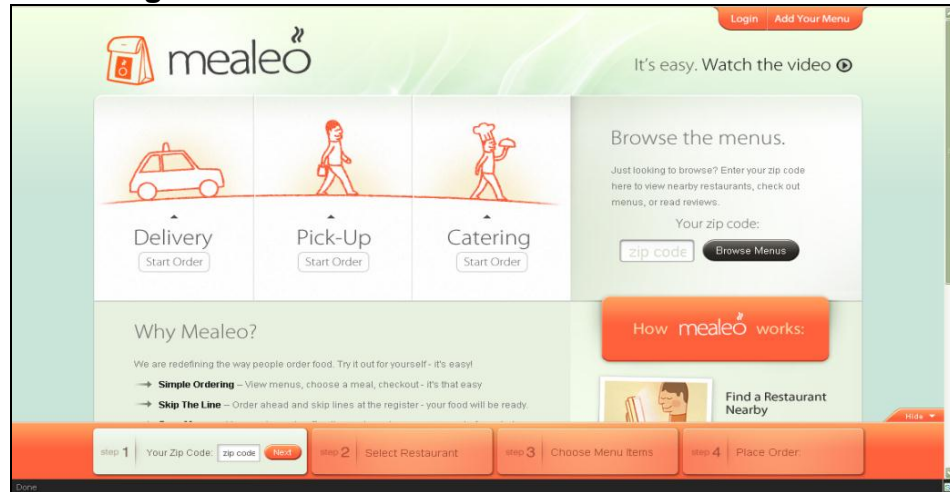 Login Add Your Menu
mealeo
It's easy. Watch the video
Browse the menus.
Just looking to browse? Enter your zip code
here to view nearby restaurants, check out
menus, or read reviews.
Your zip code:
zip code Browse Menus
Delivery Pick-Up Catering
Start Order Start Order Start Order
Why Mealeo?
We are redefining the way people order food. Try it out for yourself - it's easy!
Simple Ordering – View menus, choose a meal, checkout - it's that easy
Skip The Line – Order ahead and skip lines at the register - your food will be ready.
How mealeo works:
Find a Restaurant
Nearby
Hide
step 1 Your Zip Code: zip code Next step 2 Select Restaurant step 3 Choose Menu Items step 4 Place Order:
Done